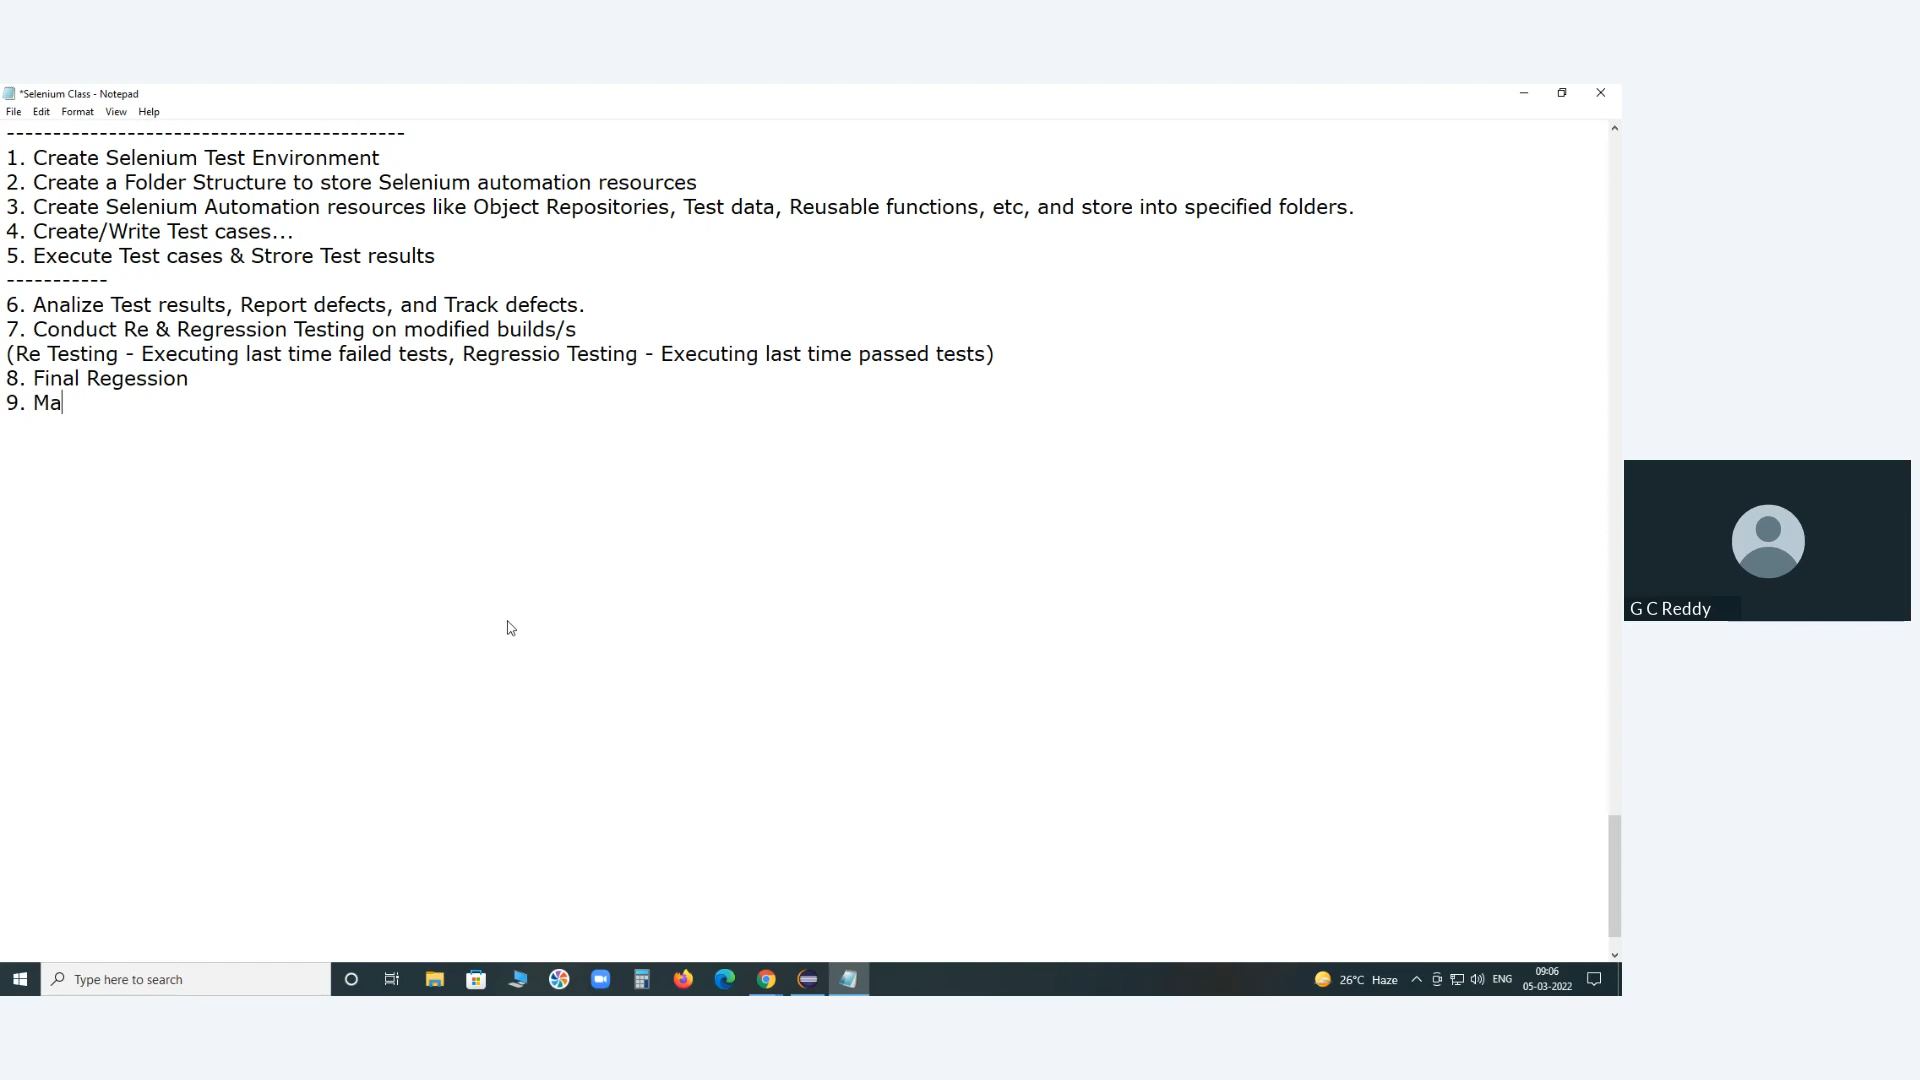 *Selenium Class - Notepad
File Edit Format View Help
-------------------------------------------
1. Create Selenium Test Environment
2. Create a Folder Structure to store Selenium automation resources
3. Create Selenium Automation resources like Object Repositories, Test data, Reusable functions, etc, and store into specified folders.
4. Create/Write Test cases...
5. Execute Test cases & Strore Test results
-----------
6. Analize Test results, Report defects, and Track defects.
7. Conduct Re & Regression Testing on modified builds/s
(Re Testing - Executing last time failed tests, Regressio Testing - Executing last time passed tests)
8. Final Regession
9. Ma
G C Reddy
Type here to search
26°C Haze
ENG
09:06
05-03-2022